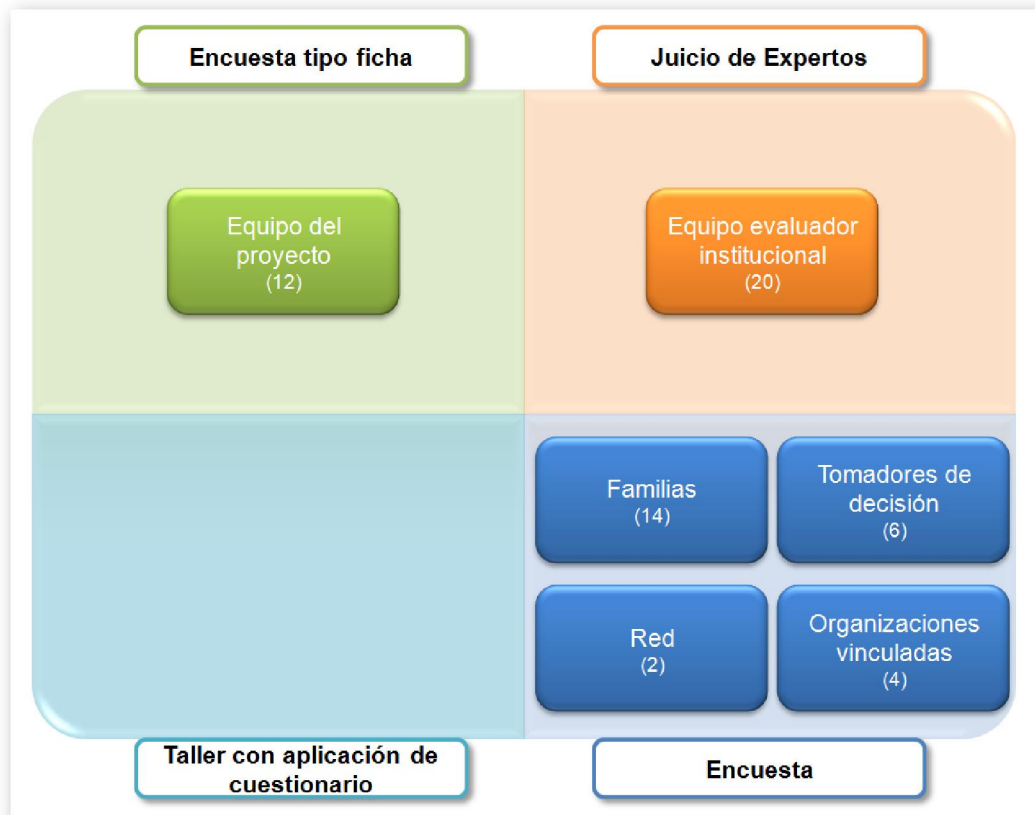 Encuesta tipo ficha
Juicio de Expertos
Equipo del
proyecto
(12)
Equipo evaluador
institucional
(20)
Familias
(14)
Tomadores de
decisión
(6)
Red
(2)
Organizaciones
vinculadas
(4)
Taller con aplicación de
cuestionario
Encuesta